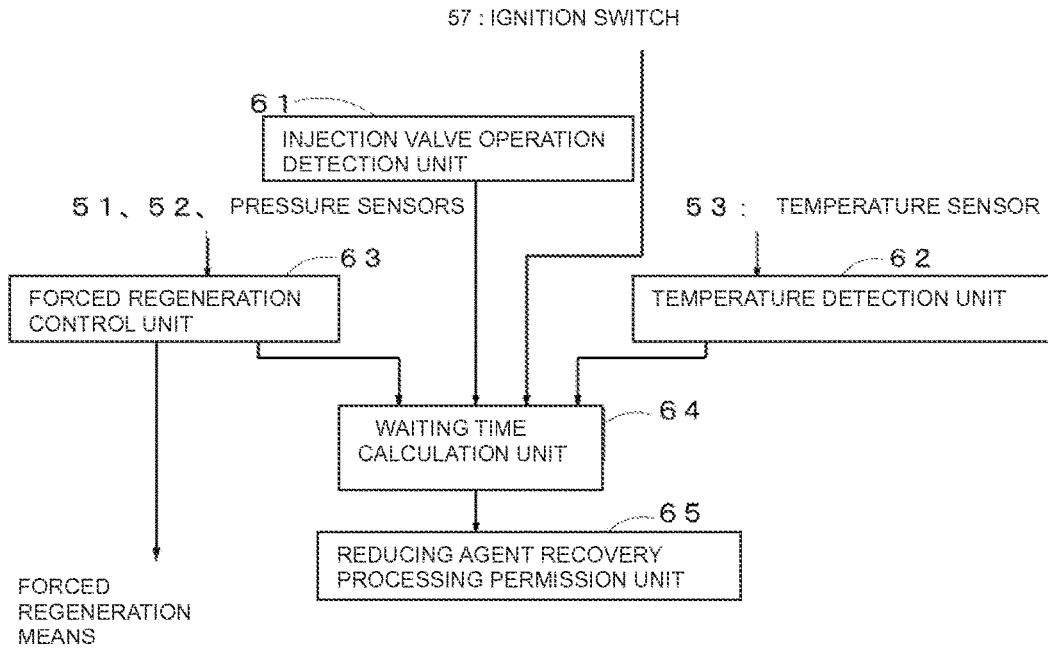 57 : IGNITION SWITCH
61
INJECTION VALVE OPERATION
DETECTION UNIT
51、52、 PRESSURE SENSORS
53 : TEMPERATURE SENSOR
63
62
FORCED REGENERATION
CONTROL UNIT
TEMPERATURE DETECTION UNIT
64
WAITING TIME
CALCULATION UNIT
65
REDUCING AGENT RECOVERY
PROCESSING PERMISSION UNIT
FORCED
REGENERATION
MEANS